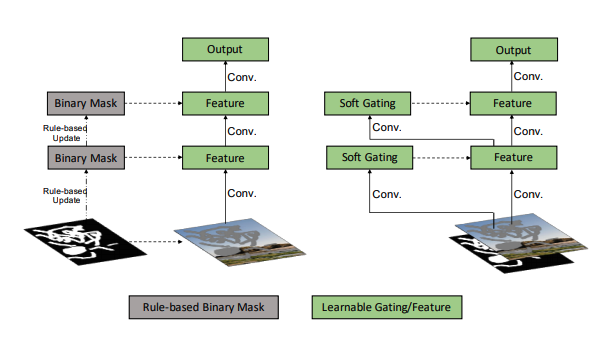 Output
Conv.
Binary Mask
Feature
Rule-based
Update
Conv.
Binary Mask
Feature
Rule-based
Update
Conv.
Output
Conv.
Soft Gating
Feature
Conv.
Conv.
Soft Gating
Feature
Conv.
Conv.
Rule-based Binary Mask
Learnable Gating/Feature